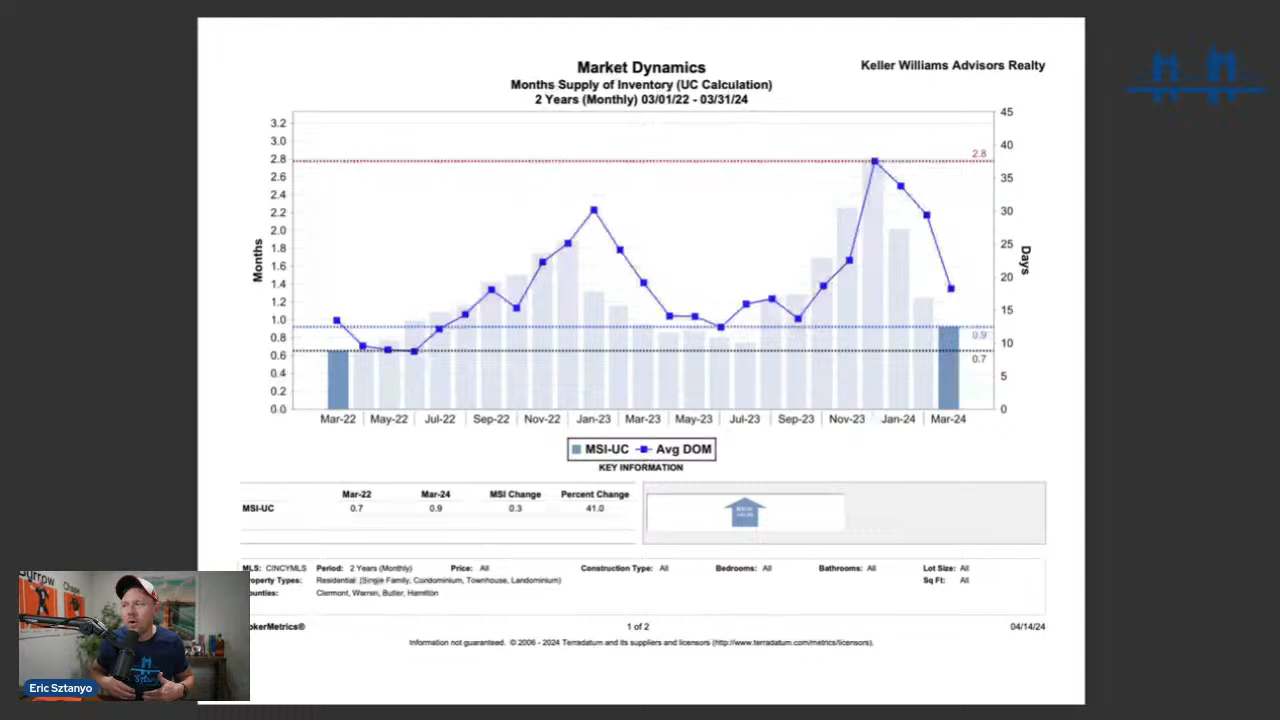 Market Dynamics
Keller Williams Advisors Realty
Months Supply of Inventory (UC Calculation)
2 Years (Monthly) 03/01/22 - 03/31/24
3.2
3.0
2.8
2.6
2.4
2.2
2.0
1.8
1.6
1.4
1.2
1.0
0.8
0.6
0.4
0.2
0.0
Months
45
40
35
30
25
20
15
10
5
0
Days
2.8
0.9
0.7
Mar-22 May-22 Jul-22 Sep-22 Nov-22 Jan-23 Mar-23 May-23 Jul-23 Sep-23 Nov-23 Jan-24 Mar-24
MSI-UC Avg DOM
KEY INFORMATION
Mar-22 Mar-24 MSI Change Percent Change
MSI-UC 0.7 0.9 0.3 41.0
MLS: CINCYMLS Period: 2 Years (Monthly) Price: All Construction Type: All Bedrooms: All Bathrooms: All Lot Size: All
roperty Types: Residential: (Single Family, Condominium, Townhouse, Landominium) Sq Ft: All
ounties: Clermont, Warren, Butler, Hamilton
okerMetrics® 1 of 2 04/14/24
Information not guaranteed. © 2006 - 2024 Terradatum and its suppliers and licensors (http://www.terradatum.com/metrics/licensors).
Eric Sztanyo